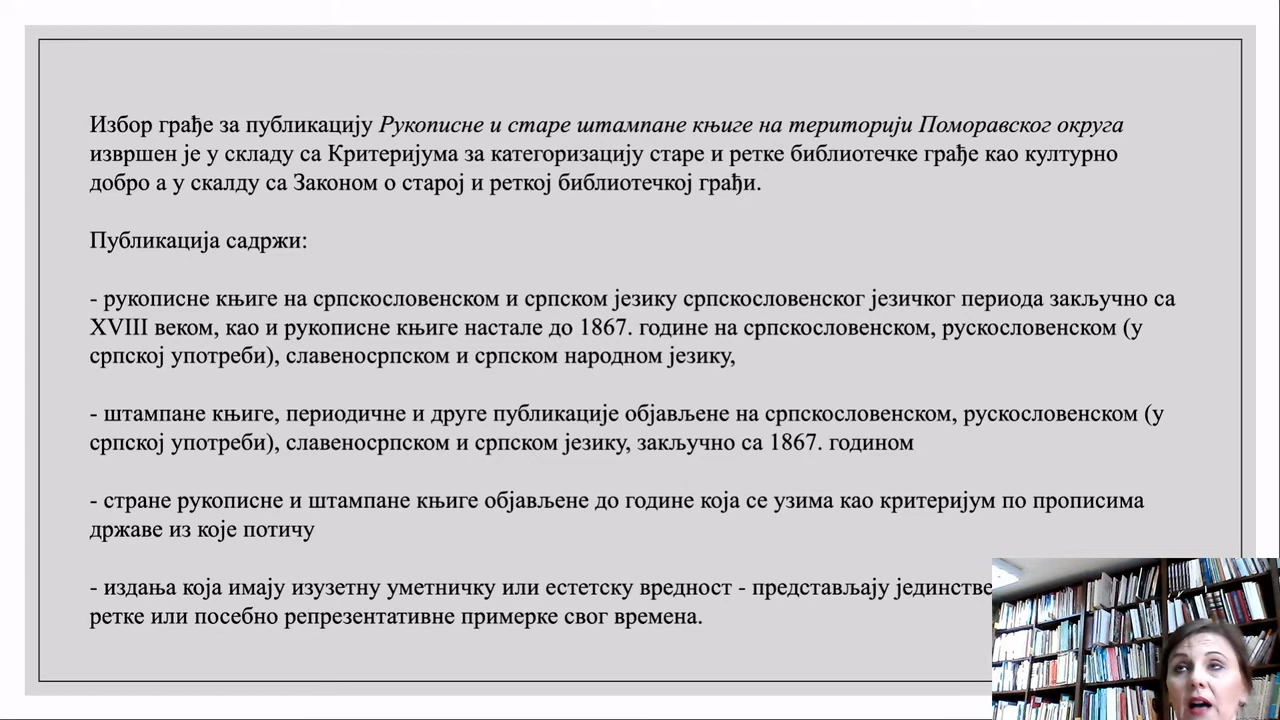 Избор грађе за публикацију Рукописне и старе штампане књиге на територији Поморавског округа
извршен је у складу са Критеријума за категоризацију старе и ретке библиотечке грађе као културно
добро а у скалду са Законом о старој и реткој библиотечкој грађи.
Публикација садржи:
- рукописне књиге на српскословенском и српском језику српскословенског језичког периода закључно са
XVIII веком, као и рукописне књиге настале до 1867. године на српскословенском, рускословенском (у
српској употреби), славеносрпском и српском народном језику,
- штампане књиге, периодичне и друге публикације објављене на српскословенском, рускословенском (у
српској употреби), славеносрпском и српском језику, закључно са 1867. годином
- стране рукописне и штампане књиге објављене до године која се узима као критеријум по прописима
државе из које потичу
- издања која имају изузетну уметничку или естетску вредност - представљају
ретке или посебно репрезентативне примерке свог времена.